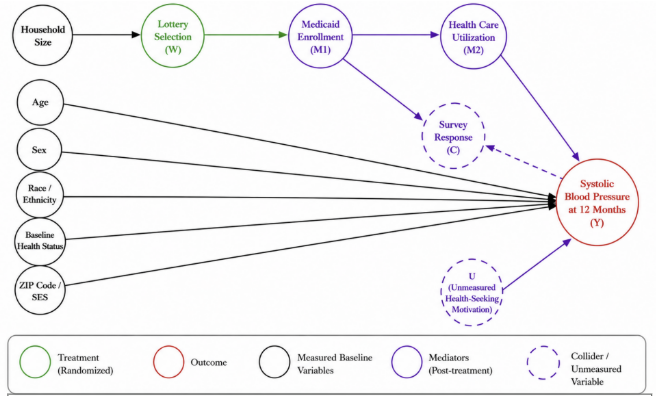 Household
Size
Lottery
Selection
(W)
Medicaid
Enrollment
(M1)
Health Care
Utilization
(M2)
Age
Survey
Response
(C)
Sex
Race /
Ethnicity
Systolic
Blood Pressure
at 12 Months
(Y)
Baseline
Health Status
ZIP Code /
SES
U
(Unmeasured
Health-Seeking
Motivation)
Treatment
(Randomized)
Outcome
Measured Baseline
Variables
Mediators
(Post-treatment)
Collider /
Unmeasured
Variable